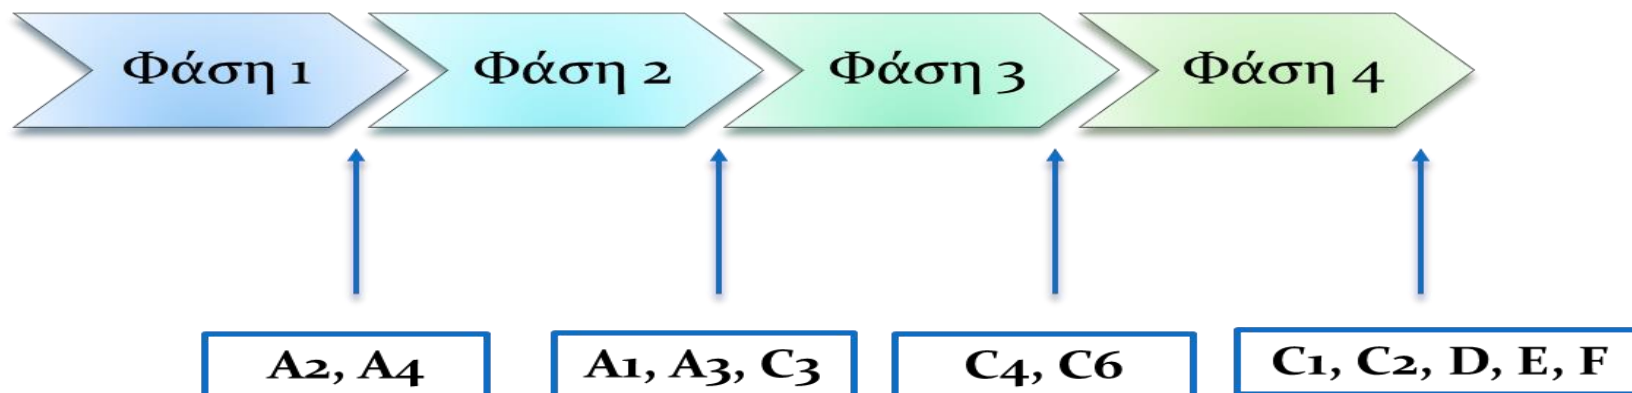 Φάση 1
Φάση 2
Φάση 3
Φάση 4
A2, A4
A1, A3, C3
C4, C6
C1, C2, D, E, F